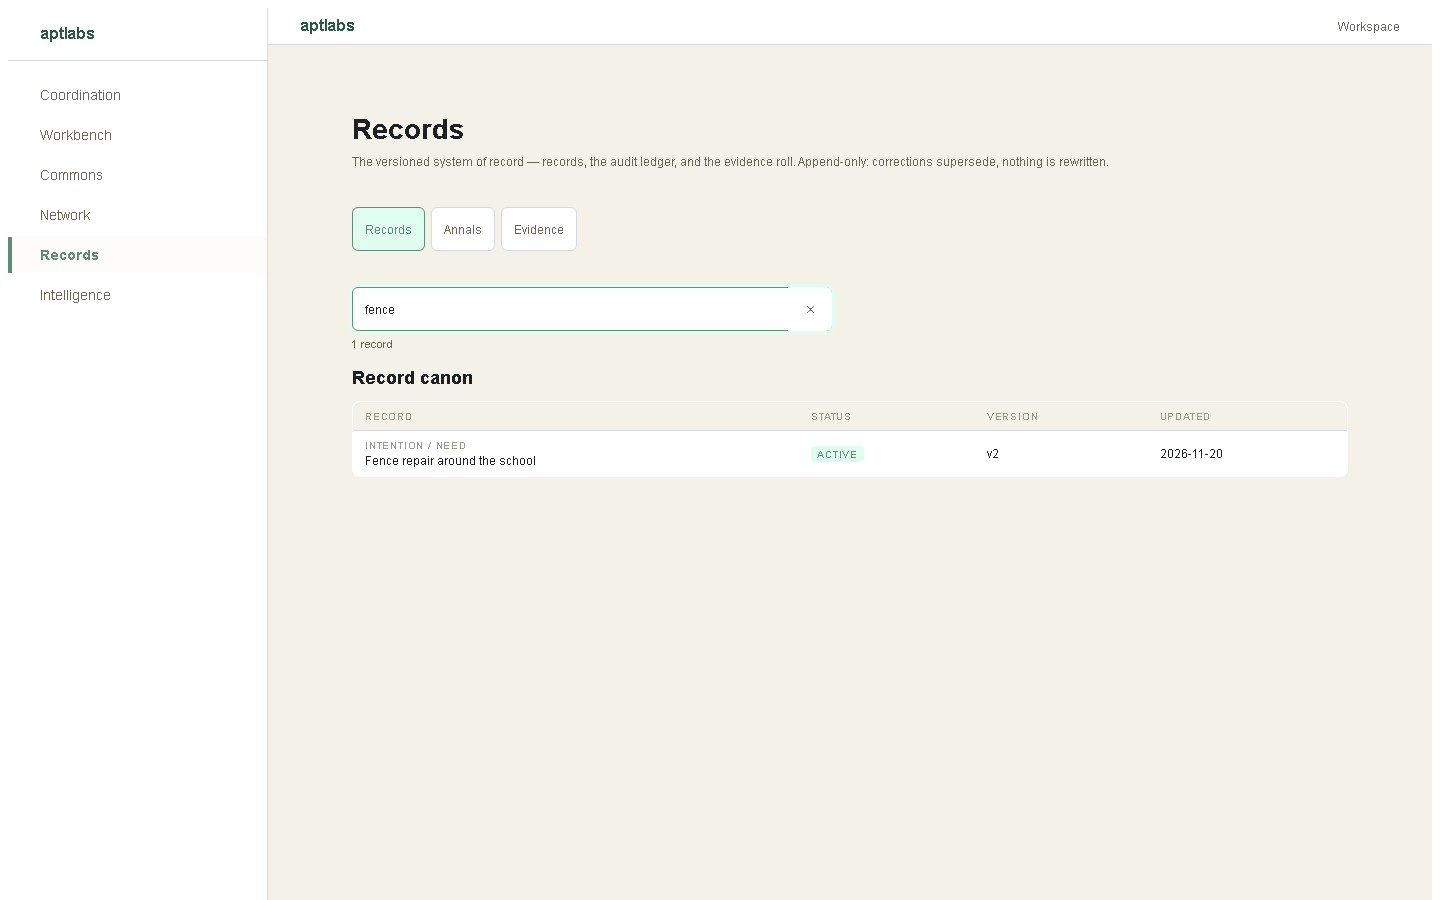 aptlabs
Coordination
Workbench
Commons
Network
Records
Intelligence
aptlabs
Workspace
Records
The versioned system of record — records, the audit ledger, and the evidence roll. Append-only: corrections supersede, nothing is rewritten.
Records Annals Evidence
fence ×
1 record
Record canon
RECORD STATUS VERSION UPDATED
INTENTION / NEED
Fence repair around the school ACTIVE v2 2026-11-20